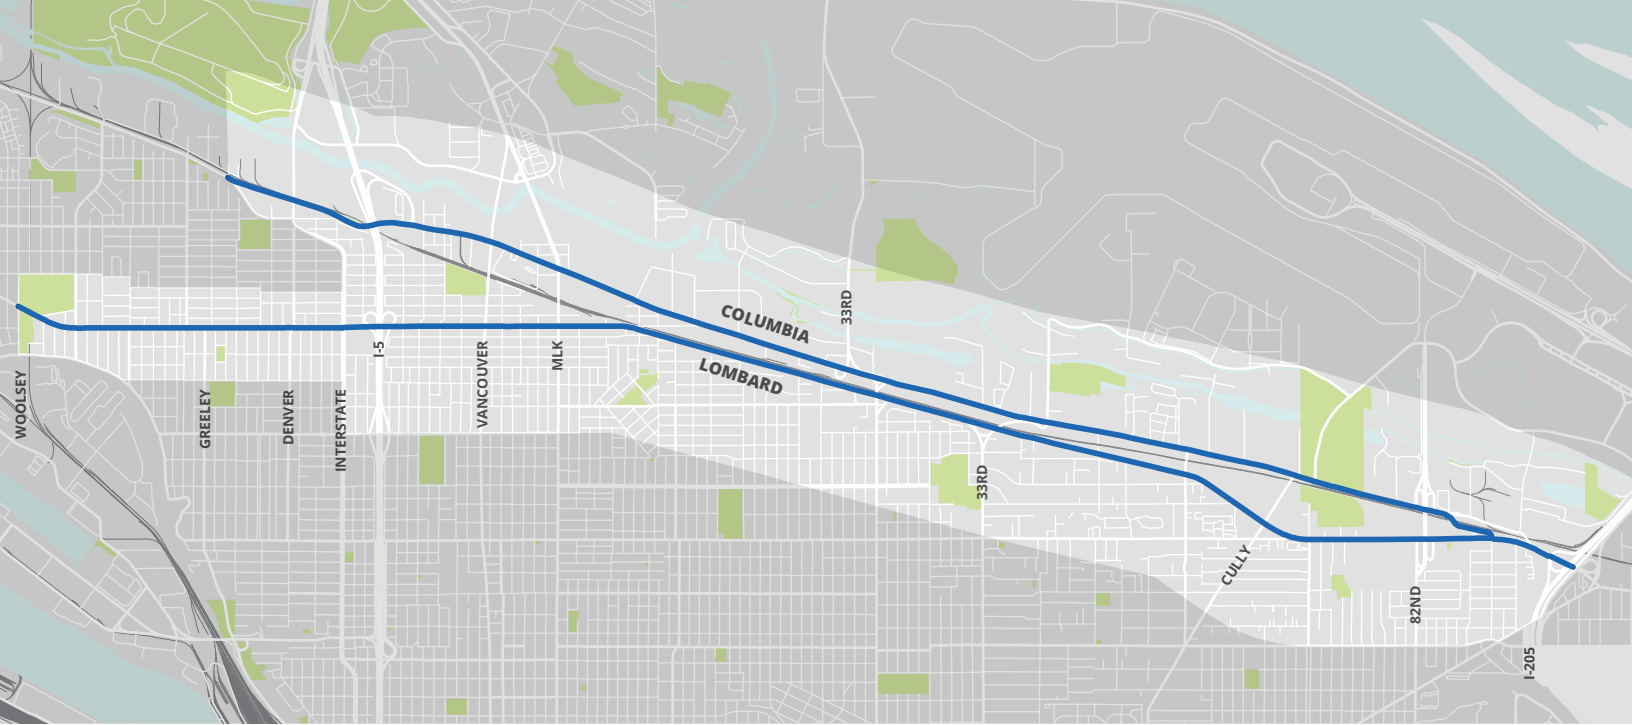 COLUMBIA
LOMBARD
33RD
WOOLSEY
GREELEY
DENVER
INTERSTATE
I-5
VANCOUVER
MLK
33RD
CULLY
82ND
I-205